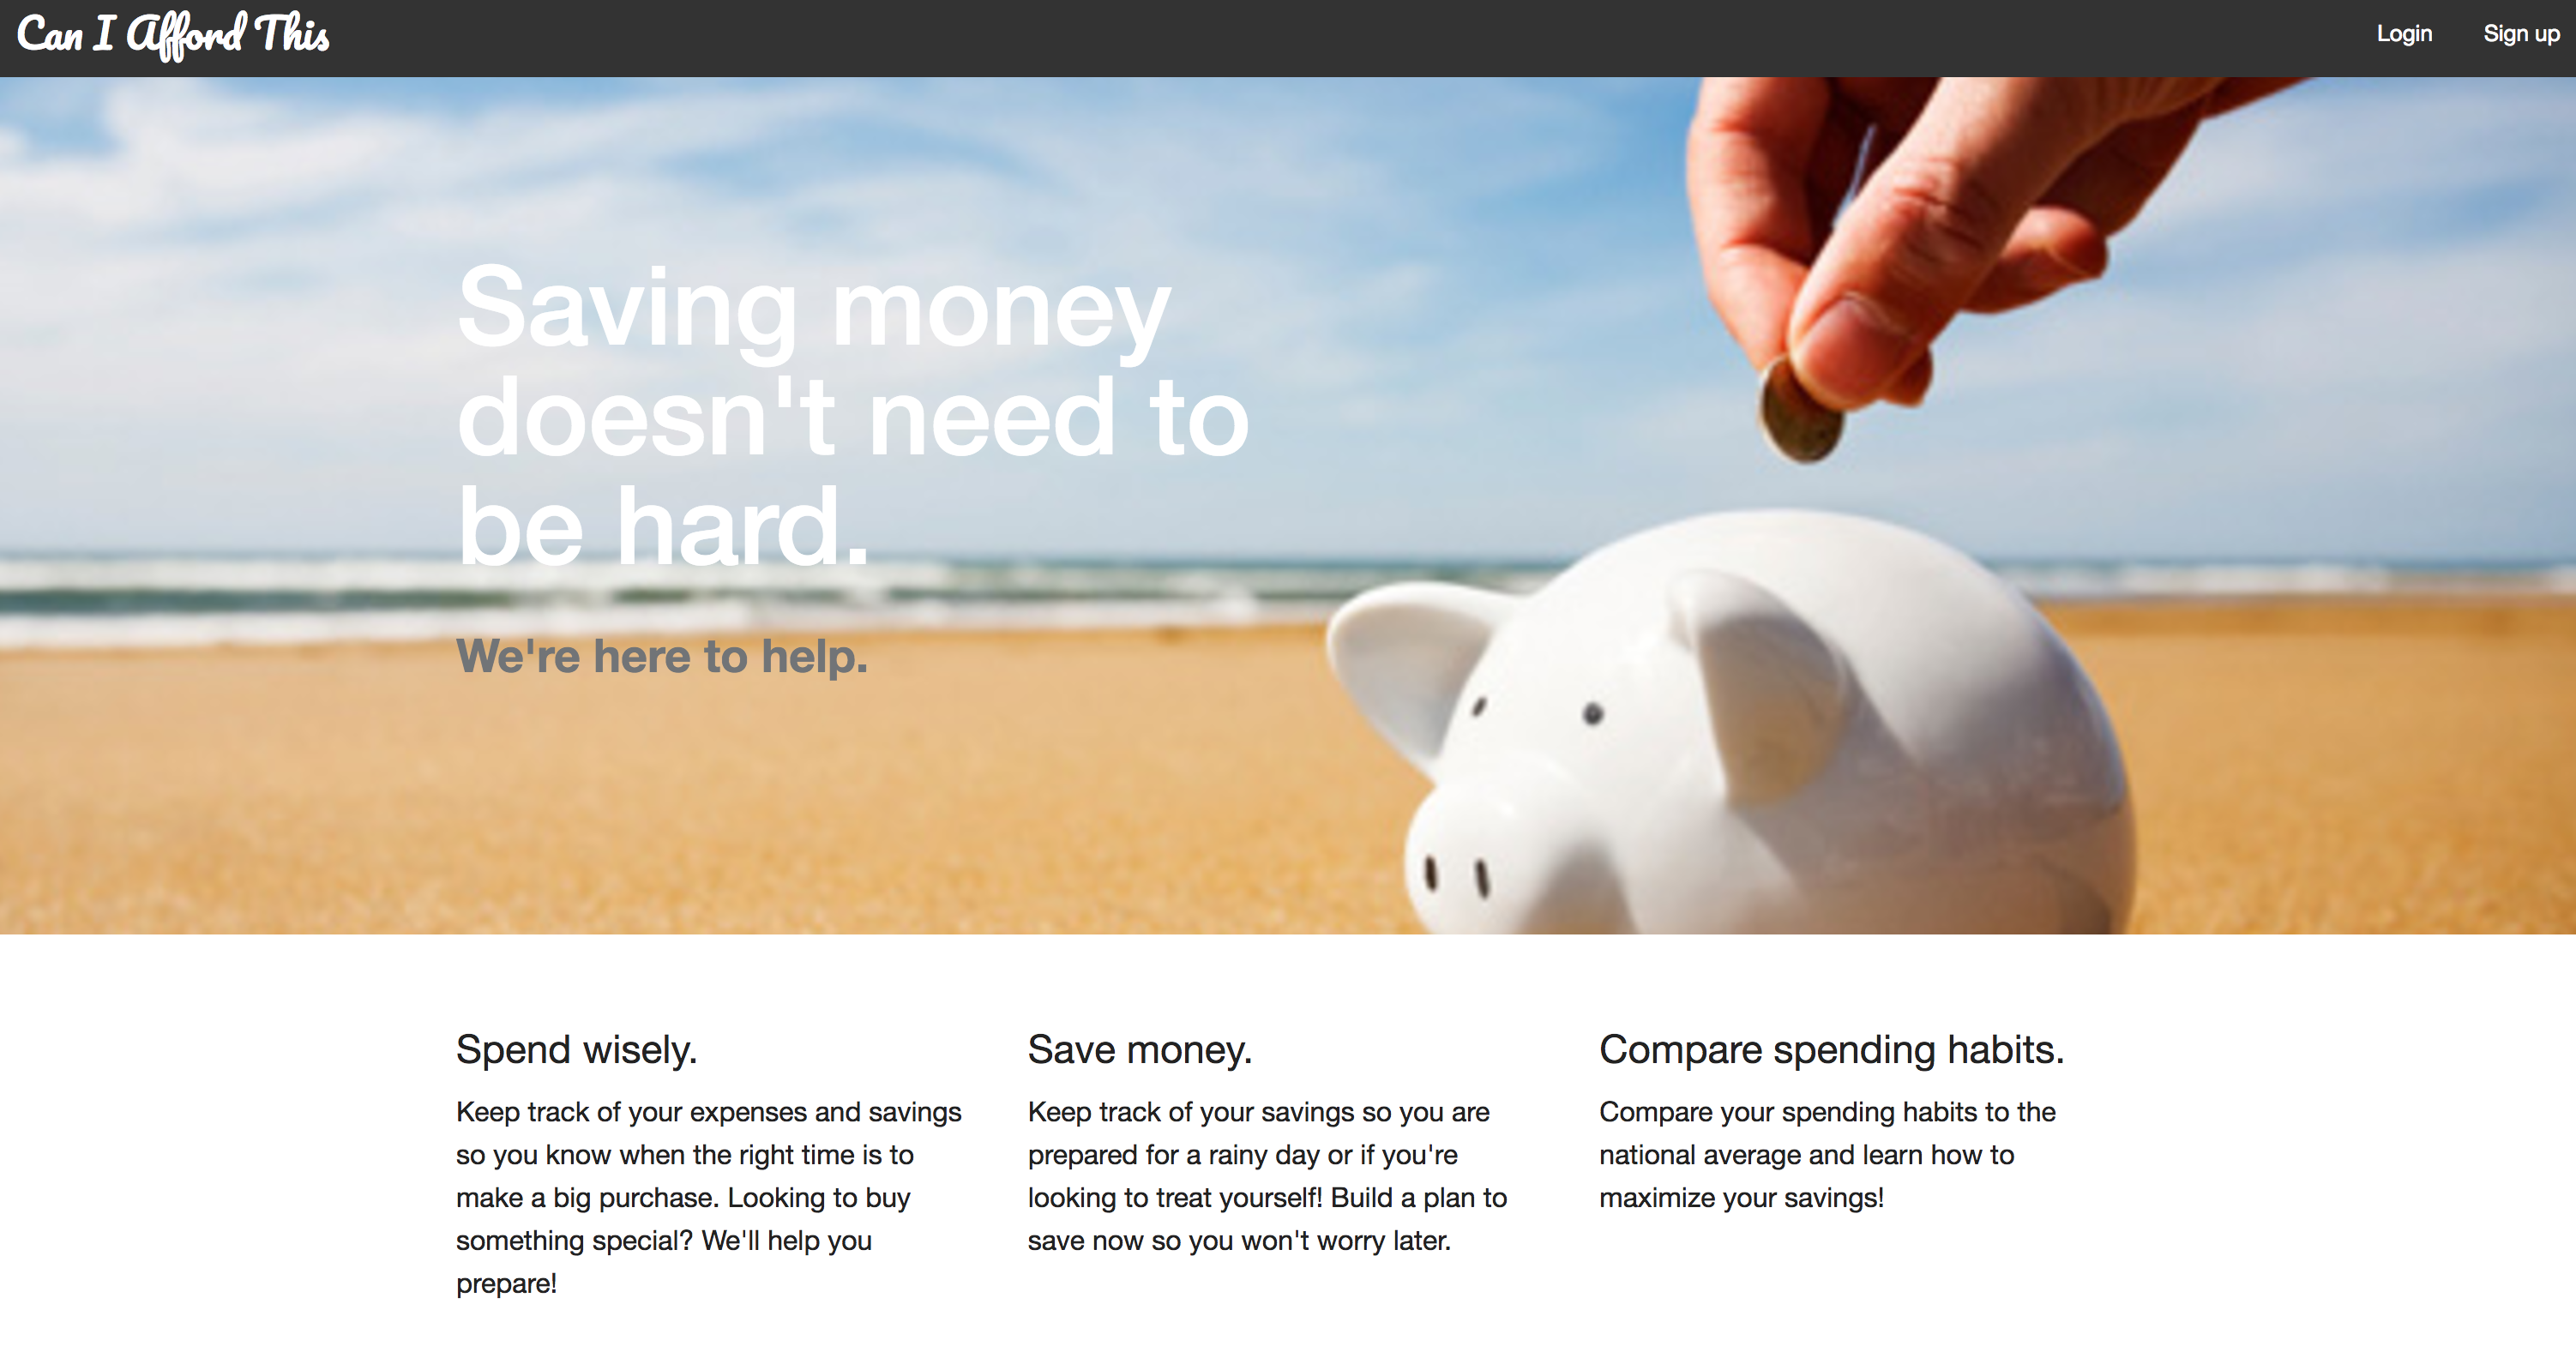 Can I Afford This
Login
Sign up
Saving money
doesn't need to
be hard.
We're here to help.
Spend wisely.
Keep track of your expenses and savings
so you know when the right time is to
make a big purchase. Looking to buy
something special? We'll help you
prepare!
Save money.
Keep track of your savings so you are
prepared for a rainy day or if you're
looking to treat yourself! Build a plan to
save now so you won't worry later.
Compare spending habits.
Compare your spending habits to the
national average and learn how to
maximize your savings!